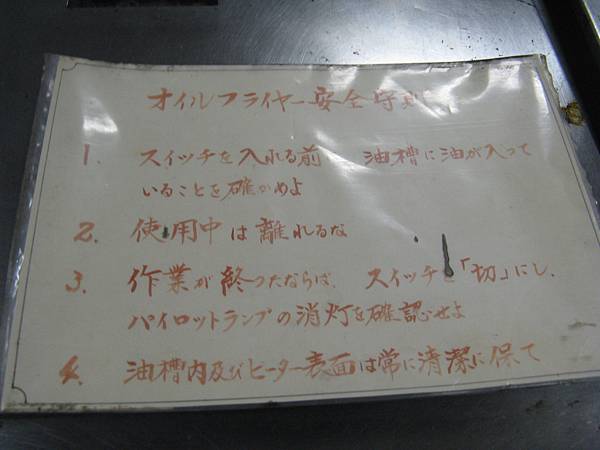 オイルフライヤー安全守則
1. スイッチを入れる前 油槽に油が入って
いることを確かめよ
2. 使用中は離れるな
3. 作業が終ったならば、スイッチを「切」にし、
パイロットランプの消灯を確認せよ
4. 油槽内及びヒーター表面は常に清潔に保て